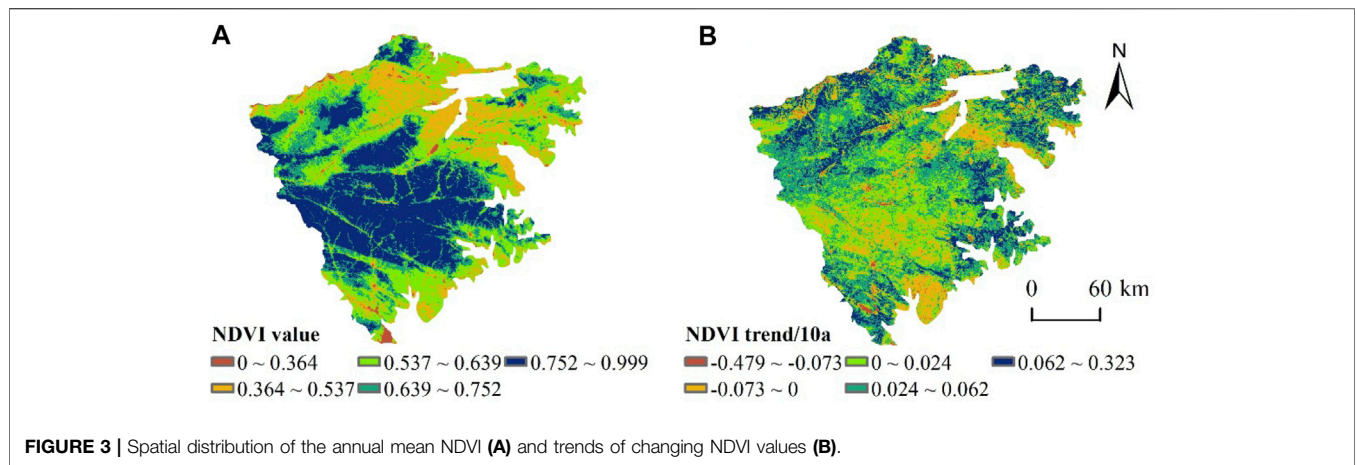 A
B
N
0 60 km
NDVI value
0 ~ 0.364 0.537 ~ 0.639 0.752 ~ 0.999
0.364 ~ 0.537 0.639 ~ 0.752
NDVI trend/10a
-0.479 ~ -0.073 0 ~ 0.024 0.062 ~ 0.323
-0.073 ~ 0 0.024 ~ 0.062
FIGURE 3 | Spatial distribution of the annual mean NDVI (A) and trends of changing NDVI values (B).